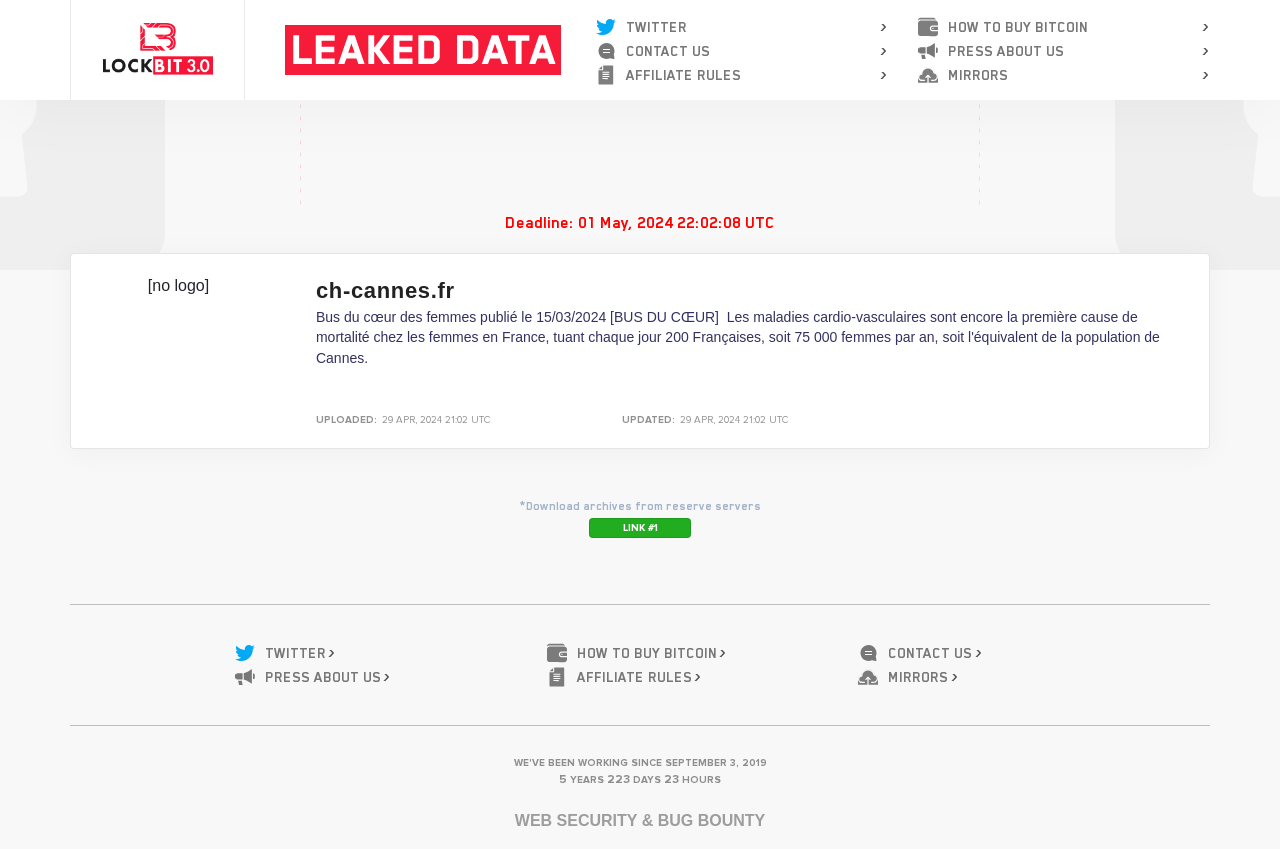 LOCKBIT 3.0
LEAKED DATA
TWITTER
CONTACT US
AFFILIATE RULES
HOW TO BUY BITCOIN
PRESS ABOUT US
MIRRORS
Deadline: 01 May, 2024 22:02:08 UTC
[no logo]
ch-cannes.fr
Bus du cœur des femmes publié le 15/03/2024 [BUS DU CŒUR]  Les maladies cardio-vasculaires sont encore la première cause de
mortalité chez les femmes en France, tuant chaque jour 200 Françaises, soit 75 000 femmes par an, soit l'équivalent de la population de
Cannes.
UPLOADED: 29 APR, 2024 21:02 UTC
UPDATED: 29 APR, 2024 21:02 UTC
*Download archives from reserve servers
LINK #1
TWITTER
HOW TO BUY BITCOIN
CONTACT US
PRESS ABOUT US
AFFILIATE RULES
MIRRORS
WE'VE BEEN WORKING SINCE SEPTEMBER 3, 2019
5 YEARS 223 DAYS 23 HOURS
WEB SECURITY & BUG BOUNTY